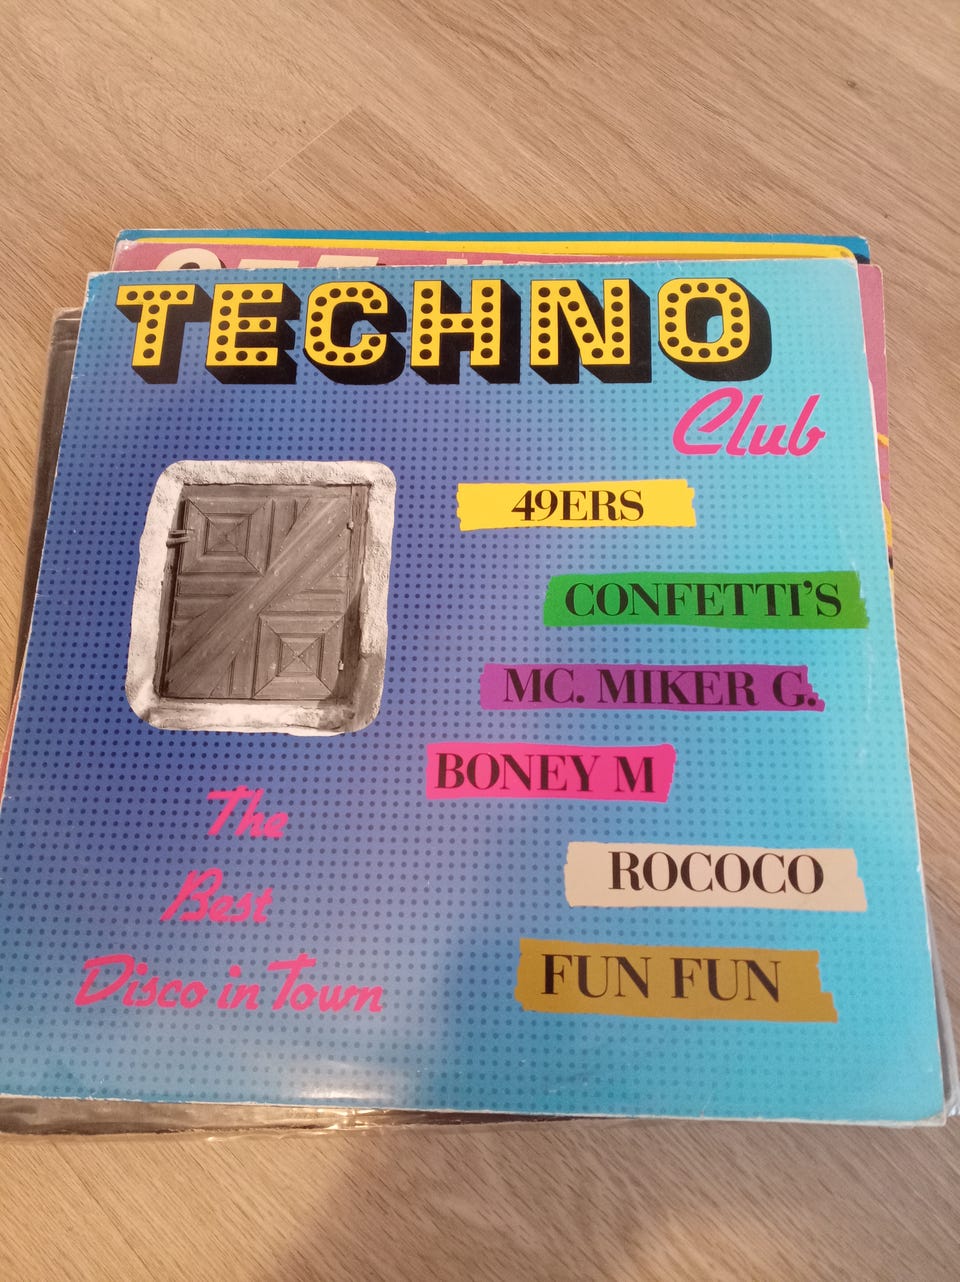 TECHNO
Club
49ERS
CONFETTI'S
MC. MIKER G.
BONEY M
ROCOCO
FUN FUN
The
Best
Disco in Town